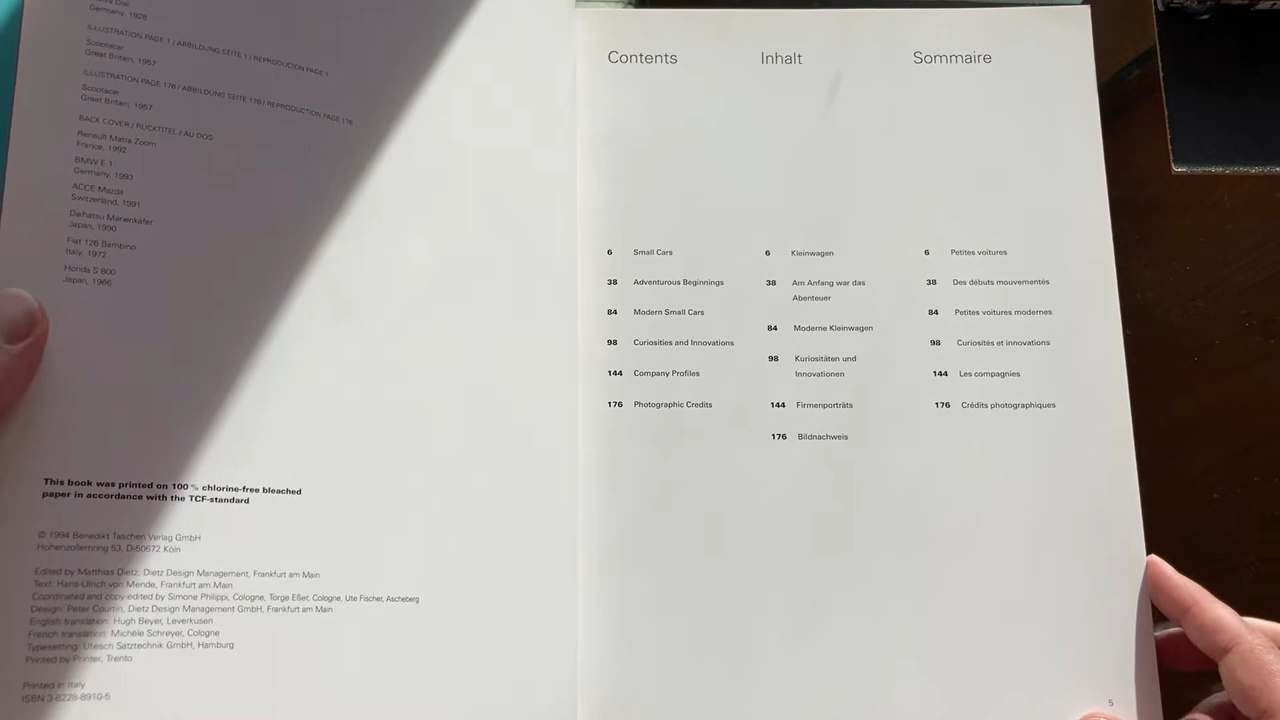 Germany, 1928
ILLUSTRATION PAGE 1 / ABBILDUNG SEITE 1 / REPRODUCION PAGE 1
Scootacar
Great Britain, 1957
ILLUSTRATION PAGE 176 / ABBILDUNG SEITE 176 / REPRODUCTION PAGE 176
Scootacar
Great Britain, 1957
BACK COVER / RÜCKTITEL / AU DOS
Renault Matra Zoom
France, 1992
BMW E 1
Germany, 1993
ACCE Mazda
Switzerland, 1991
Daihatsu Marienkäfer
Japan, 1990
Fiat 126 Bambino
Italy, 1972
Honda S 800
Japan, 1966
This book was printed on 100 % chlorine-free bleached
paper in accordance with the TCF-standard
© 1994 Benedikt Taschen Verlag GmbH
Hohenzollernring 53, D-50672 Köln
Edited by Matthias Dietz, Dietz Design Management, Frankfurt am Main
Text: Hans-Ulrich von Mende, Frankfurt am Main
Coordinated and copy edited by Simone Philippi, Cologne, Torge Eßer, Cologne, Ute Fischer, Ascheberg
Design: Peter Courtin, Dietz Design Management GmbH, Frankfurt am Main
English translation: Hugh Beyer, Leverkusen
French translation: Michèle Schreyer, Cologne
Typesetting: Utesch Satztechnik GmbH, Hamburg
Printed by Printer, Trento
Printed in Italy
ISBN 3-8228-8910-5
Contents
6 Small Cars
38 Adventurous Beginnings
84 Modern Small Cars
98 Curiosities and Innovations
144 Company Profiles
176 Photographic Credits
Inhalt
6 Kleinwagen
38 Am Anfang war das
Abenteuer
84 Moderne Kleinwagen
98 Kuriositäten und
Innovationen
144 Firmenporträts
176 Bildnachweis
Sommaire
6 Petites voitures
38 Des débuts mouvementés
84 Petites voitures modernes
98 Curiosités et innovations
144 Les compagnies
176 Crédits photographiques
5